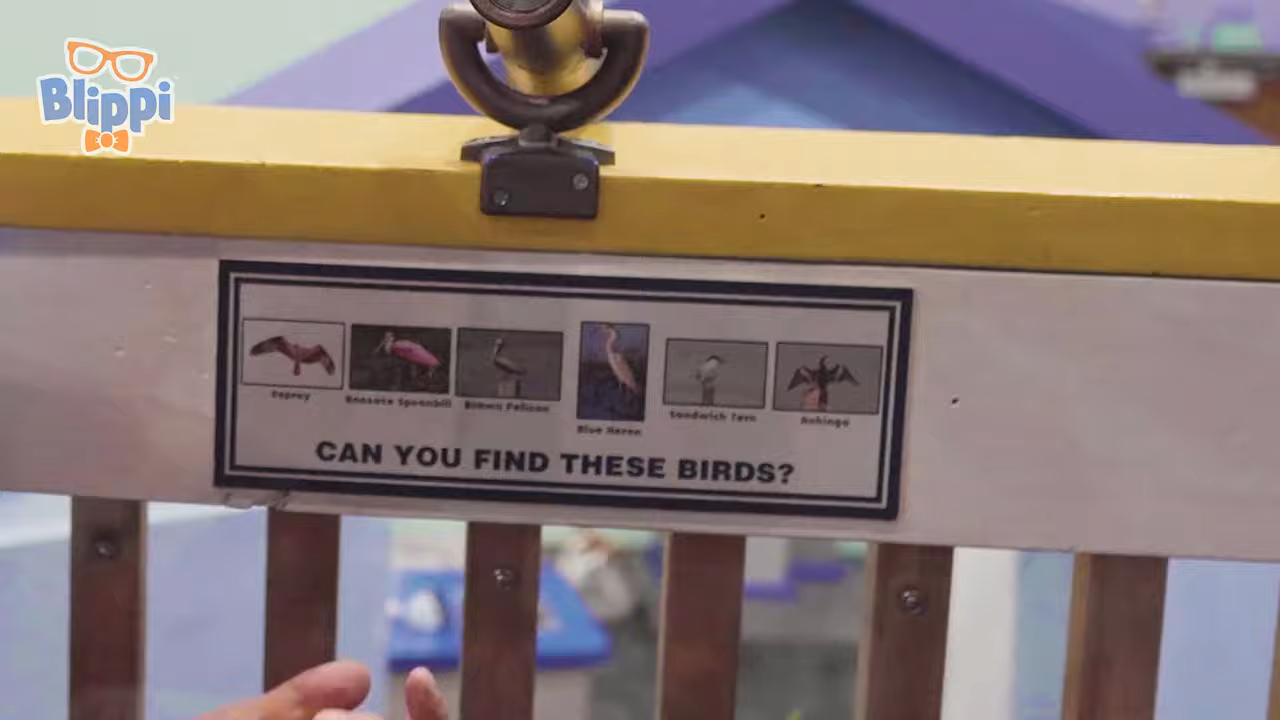 Blippi
Osprey
Roseate Spoonbill
Brown Pelican
Blue Heron
Sandwich Tern
Anhinga
CAN YOU FIND THESE BIRDS?